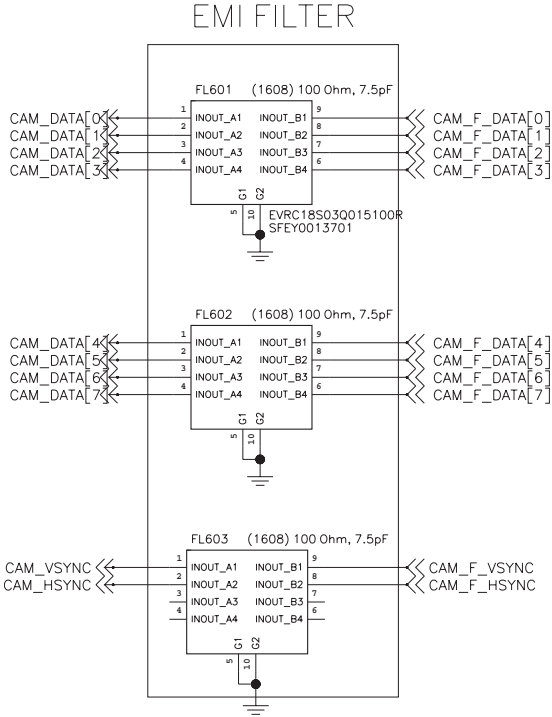 EMI FILTER
FL601 (1608) 100 Ohm, 7.5pF
CAM_DATA[0] 1 INOUT_A1 INOUT_B1 9 CAM_F_DATA[0]
CAM_DATA[1] 2 INOUT_A2 INOUT_B2 8 CAM_F_DATA[1]
CAM_DATA[2] 3 INOUT_A3 INOUT_B3 7 CAM_F_DATA[2]
CAM_DATA[3] 4 INOUT_A4 INOUT_B4 6 CAM_F_DATA[3]
G1 G2
5 10 EVRC18S03Q015100R
SFEY0013701
FL602 (1608) 100 Ohm, 7.5pF
CAM_DATA[4] 1 INOUT_A1 INOUT_B1 9 CAM_F_DATA[4]
CAM_DATA[5] 2 INOUT_A2 INOUT_B2 8 CAM_F_DATA[5]
CAM_DATA[6] 3 INOUT_A3 INOUT_B3 7 CAM_F_DATA[6]
CAM_DATA[7] 4 INOUT_A4 INOUT_B4 6 CAM_F_DATA[7]
G1 G2
5 10
FL603 (1608) 100 Ohm, 7.5pF
CAM_VSYNC 1 INOUT_A1 INOUT_B1 9 CAM_F_VSYNC
CAM_HSYNC 2 INOUT_A2 INOUT_B2 8 CAM_F_HSYNC
3 INOUT_A3 INOUT_B3 7
4 INOUT_A4 INOUT_B4 6
G1 G2
5 10